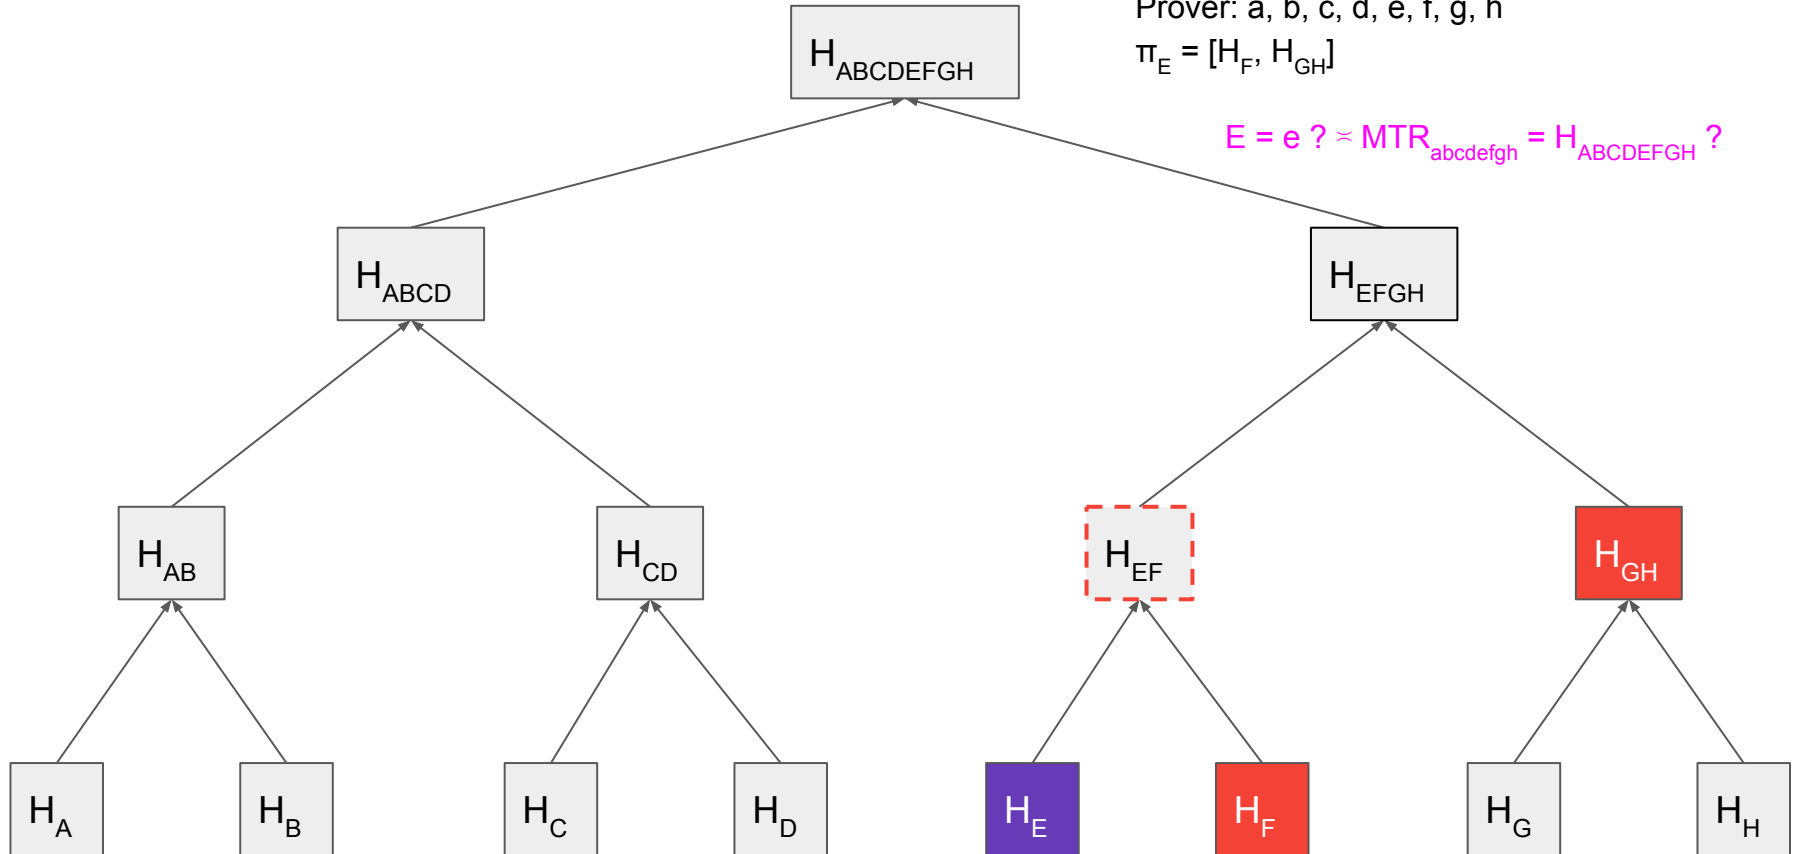 Prover: a, b, c, d, e, f, g, h
π_E = [H_F, H_GH]
H_ABCDEFGH
E = e ? ≍ MTR_abcdefgh = H_ABCDEFGH ?
H_ABCD
H_EFGH
H_AB
H_CD
H_EF
H_GH
H_A
H_B
H_C
H_D
H_E
H_F
H_G
H_H